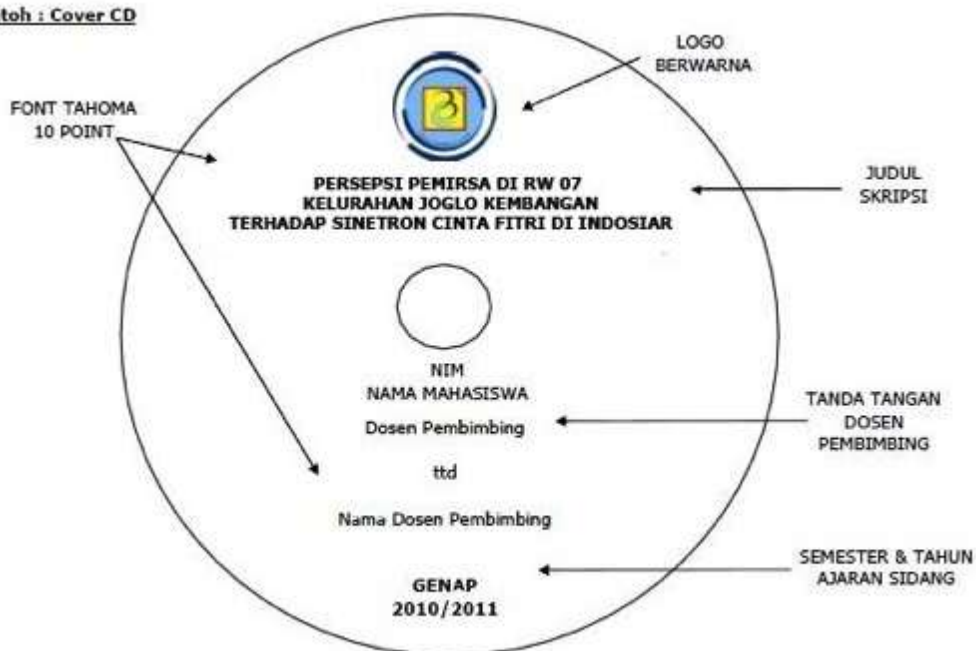 toh : Cover CD
LOGO
BERWARNA
FONT TAHOMA
10 POINT
PERSEPSI PEMIRSA DI RW 07
KELURAHAN JOGLO KEMBANGAN
TERHADAP SINETRON CINTA FITRI DI INDOSIAR
JUDUL
SKRIPSI
NIM
NAMA MAHASISWA
Dosen Pembimbing
ttd
Nama Dosen Pembimbing
TANDA TANGAN
DOSEN
PEMBIMBING
GENAP
2010/2011
SEMESTER & TAHUN
AJARAN SIDANG